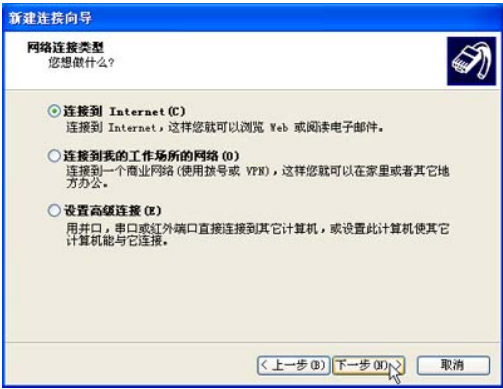 新建连接向导
网络连接类型
您想做什么?
连接到 Internet(C)
连接到 Internet,这样您就可以浏览 Web 或阅读电子邮件。
连接到我的工作场所的网络(O)
连接到一个商业网络(使用拨号或 VPN),这样您就可以在家里或者其它地
方办公。
设置高级连接(E)
用并口,串口或红外端口直接连接到其它计算机,或设置此计算机使其它
计算机能与它连接。
< 上一步(B) 下一步(N) > 取消